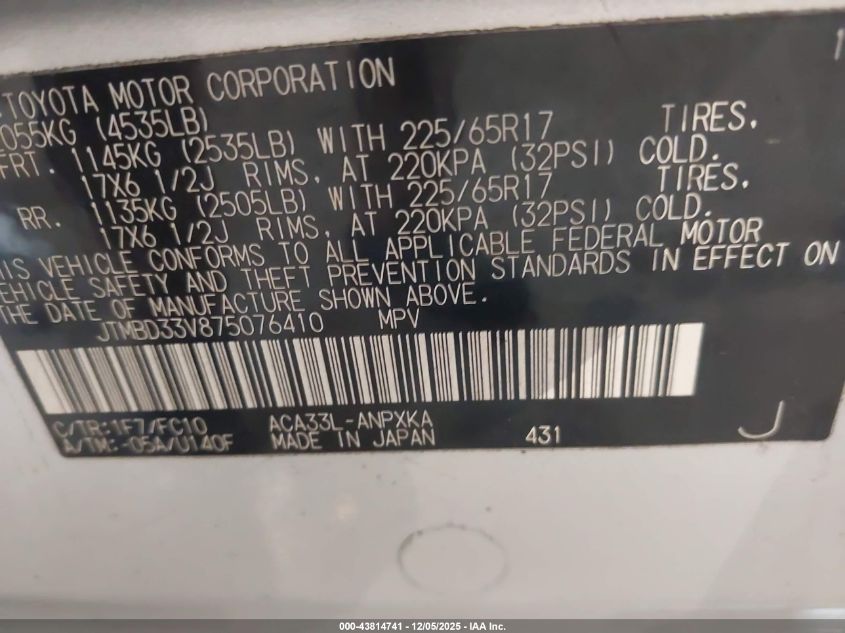 .TOYOTA MOTOR CORPORATION 1
2055KG (4535LB)
FRT. 1145KG (2535LB) WITH 225/65R17 TIRES,
17X6 1/2J RIMS, AT 220KPA (32PSI) COLD.
RR. 1135KG (2505LB) WITH 225/65R17 TIRES,
17X6 1/2J RIMS, AT 220KPA (32PSI) COLD.
HIS VEHICLE CONFORMS TO ALL APPLICABLE FEDERAL MOTOR
VEHICLE SAFETY AND THEFT PREVENTION STANDARDS IN EFFECT ON
THE DATE OF MANUFACTURE SHOWN ABOVE.
JTMBD33V875076410 MPV
C/TR:1F7/FC10 ACA33L-ANPXKA
A/TM:-05A/U140F MADE IN JAPAN 431 J
000-43814741 - 12/05/2025 - IAA Inc.